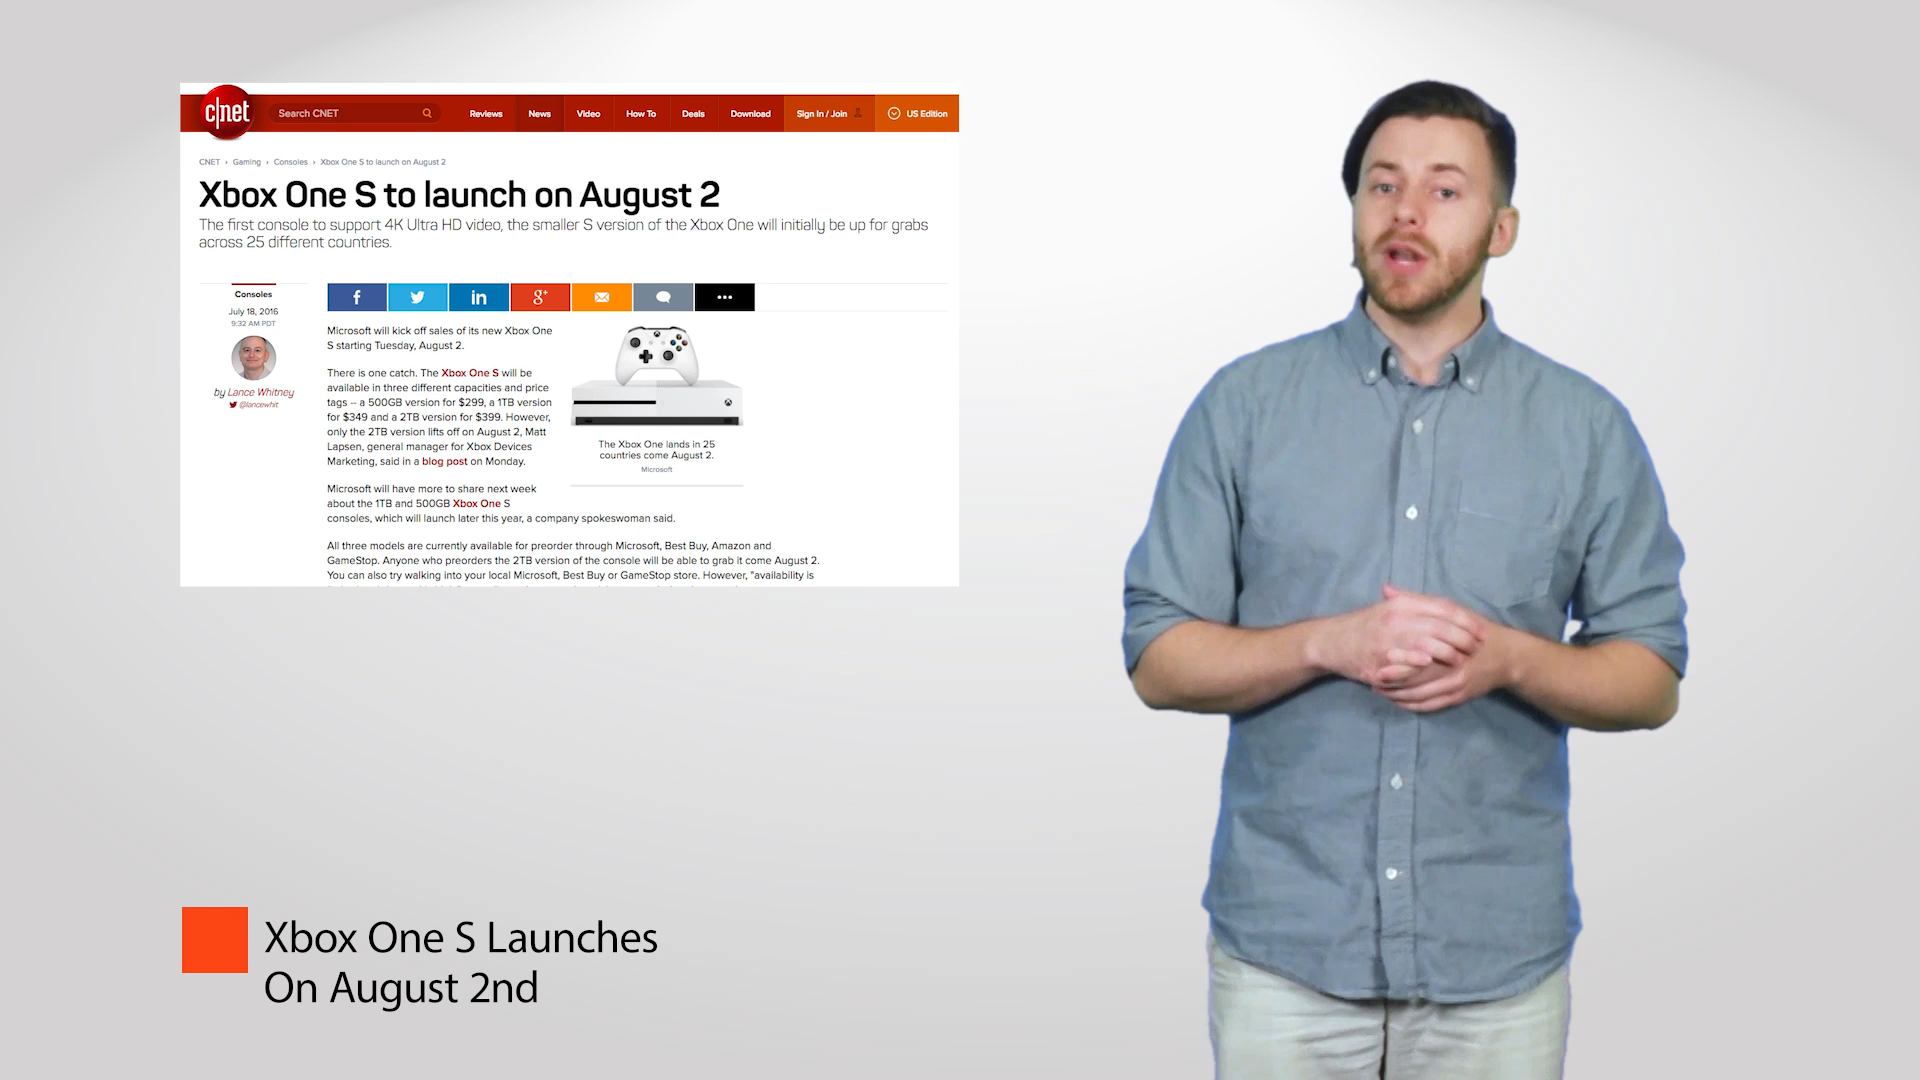 c|net
Search CNET
Reviews
News
Video
How To
Deals
Download
Sign In / Join
US Edition
CNET › Gaming › Consoles › Xbox One S to launch on August 2
Xbox One S to launch on August 2
The first console to support 4K Ultra HD video, the smaller S version of the Xbox One will initially be up for grabs
across 25 different countries.
Consoles
July 18, 2016
9:32 AM PDT
by Lance Whitney
@lancewhit
f
in
g+
Microsoft will kick off sales of its new Xbox One
S starting Tuesday, August 2.
There is one catch. The Xbox One S will be
available in three different capacities and price
tags -- a 500GB version for $299, a 1TB version
for $349 and a 2TB version for $399. However,
only the 2TB version lifts off on August 2, Matt
Lapsen, general manager for Xbox Devices
Marketing, said in a blog post on Monday.
The Xbox One lands in 25
countries come August 2.
Microsoft
Microsoft will have more to share next week
about the 1TB and 500GB Xbox One S
consoles, which will launch later this year, a company spokeswoman said.
All three models are currently available for preorder through Microsoft, Best Buy, Amazon and
GameStop. Anyone who preorders the 2TB version of the console will be able to grab it come August 2.
You can also try walking into your local Microsoft, Best Buy or GameStop store. However, "availability is
Xbox One S Launches
On August 2nd